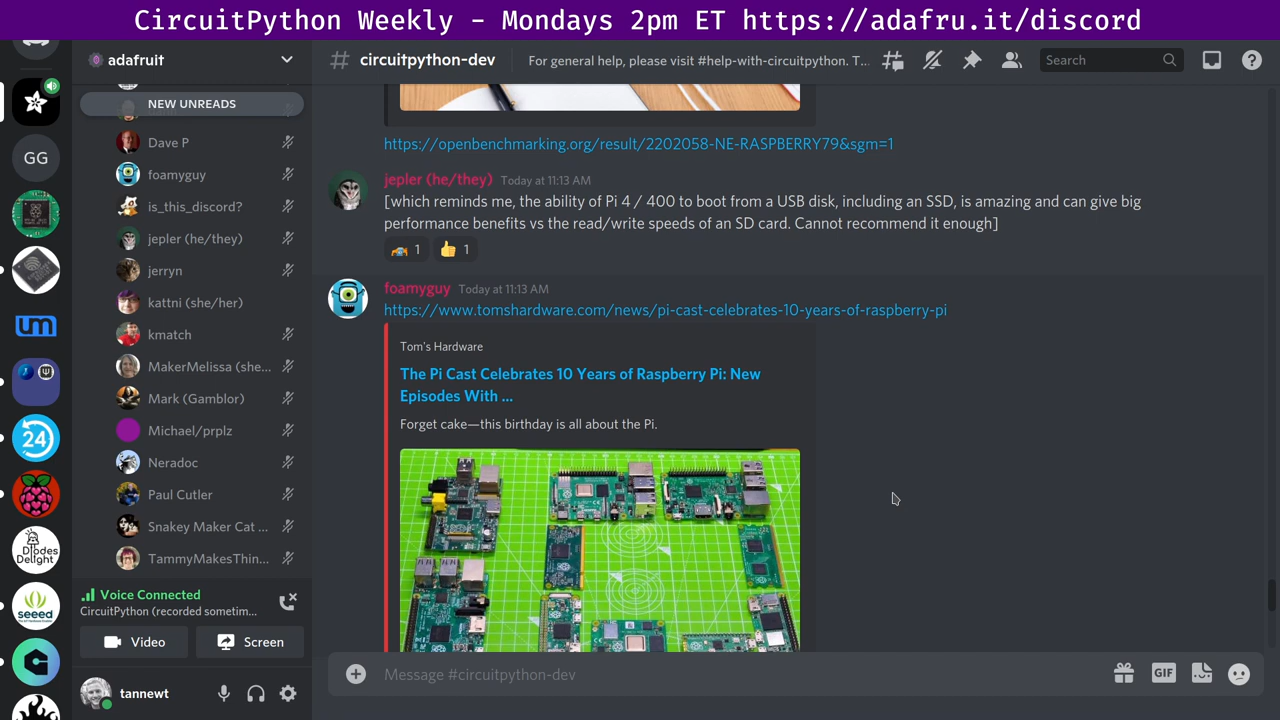 CircuitPython Weekly - Mondays 2pm ET https://adafru.it/discord
adafruit
circuitpython-dev
For general help, please visit #help-with-circuitpython. T...
Search
NEW UNREADS
GG
Dave P
foamyguy
is_this_discord?
jepler (he/they)
jerryn
kattni (she/her)
kmatch
MakerMelissa (she...
Mark (Gamblor)
Michael/prplz
Neradoc
Paul Cutler
Snakey Maker Cat ...
TammyMakesThin...
um
24
DIODES
Delight
seeed
Voice Connected
CircuitPython (recorded sometim...
Video
Screen
tannewt
https://openbenchmarking.org/result/2202058-NE-RASPBERRY79&sgm=1
jepler (he/they) Today at 11:13 AM
[which reminds me, the ability of Pi 4 / 400 to boot from a USB disk, including an SSD, is amazing and can give big
performance benefits vs the read/write speeds of an SD card. Cannot recommend it enough]
1
1
foamyguy Today at 11:13 AM
https://www.tomshardware.com/news/pi-cast-celebrates-10-years-of-raspberry-pi
Tom's Hardware
The Pi Cast Celebrates 10 Years of Raspberry Pi: New
Episodes With ...
Forget cake—this birthday is all about the Pi.
Message #circuitpython-dev
GIF